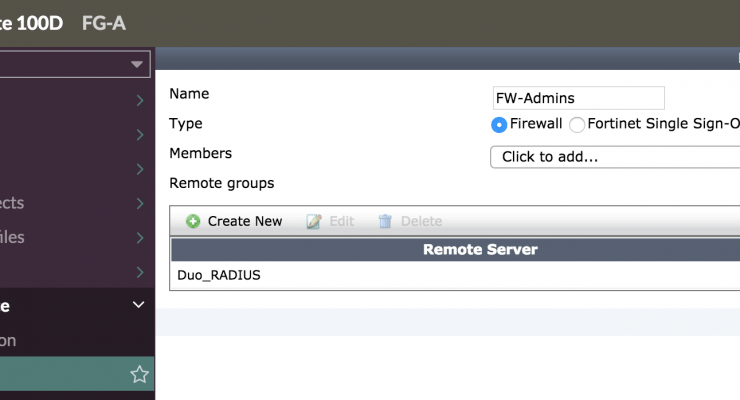 te 100D FG-A
Name
FW-Admins
Type
Firewall Fortinet Single Sign-O
Members
Click to add...
Remote groups
ects
files
Create New Edit Delete
Remote Server
Duo_RADIUS
e
on